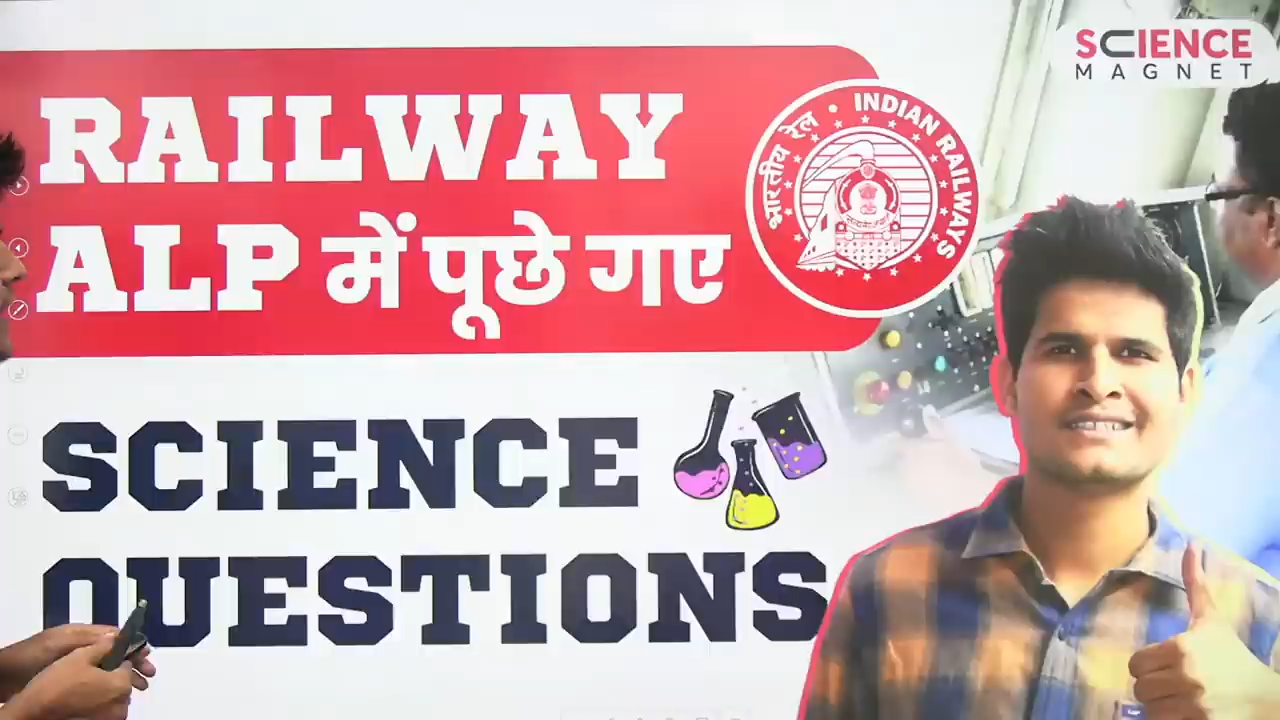 SCIENCE
MAGNET
RAILWAY
ALP में पूछे गए
भारतीय रेल • INDIAN RAILWAYS
SCIENCE
QUESTIONS